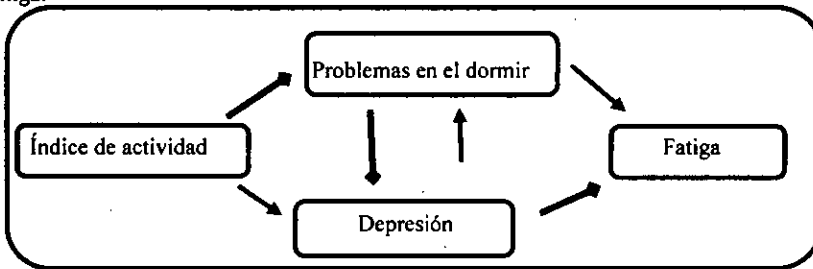 Problemas en el dormir
Índice de actividad
Fatiga
Depresión